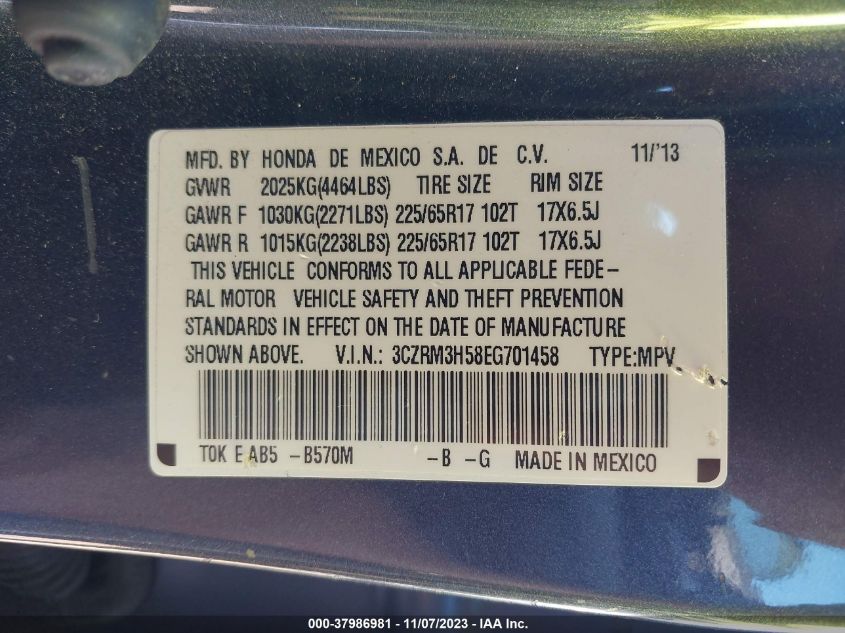 MFD. BY HONDA DE MEXICO S.A. DE C.V. 11/'13
GVWR 2025KG(4464LBS) TIRE SIZE RIM SIZE
GAWR F 1030KG(2271LBS) 225/65R17 102T 17X6.5J
GAWR R 1015KG(2238LBS) 225/65R17 102T 17X6.5J
THIS VEHICLE CONFORMS TO ALL APPLICABLE FEDE-
RAL MOTOR VEHICLE SAFETY AND THEFT PREVENTION
STANDARDS IN EFFECT ON THE DATE OF MANUFACTURE
SHOWN ABOVE. V.I.N.: 3CZRM3H58EG701458 TYPE:MPV
T0K E AB5 -B570M -B -G MADE IN MEXICO
000-37986981 - 11/07/2023 - IAA Inc.